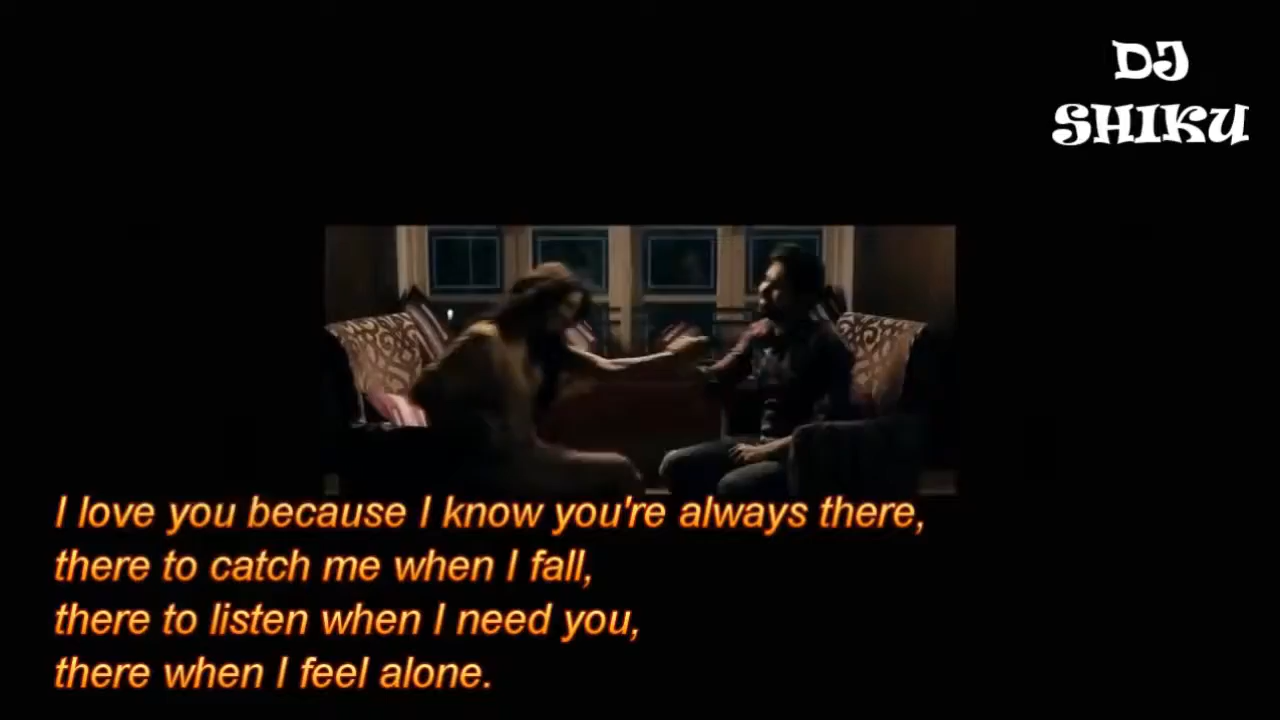 DJ
SHIKU
I love you because I know you're always there,
there to catch me when I fall,
there to listen when I need you,
there when I feel alone.